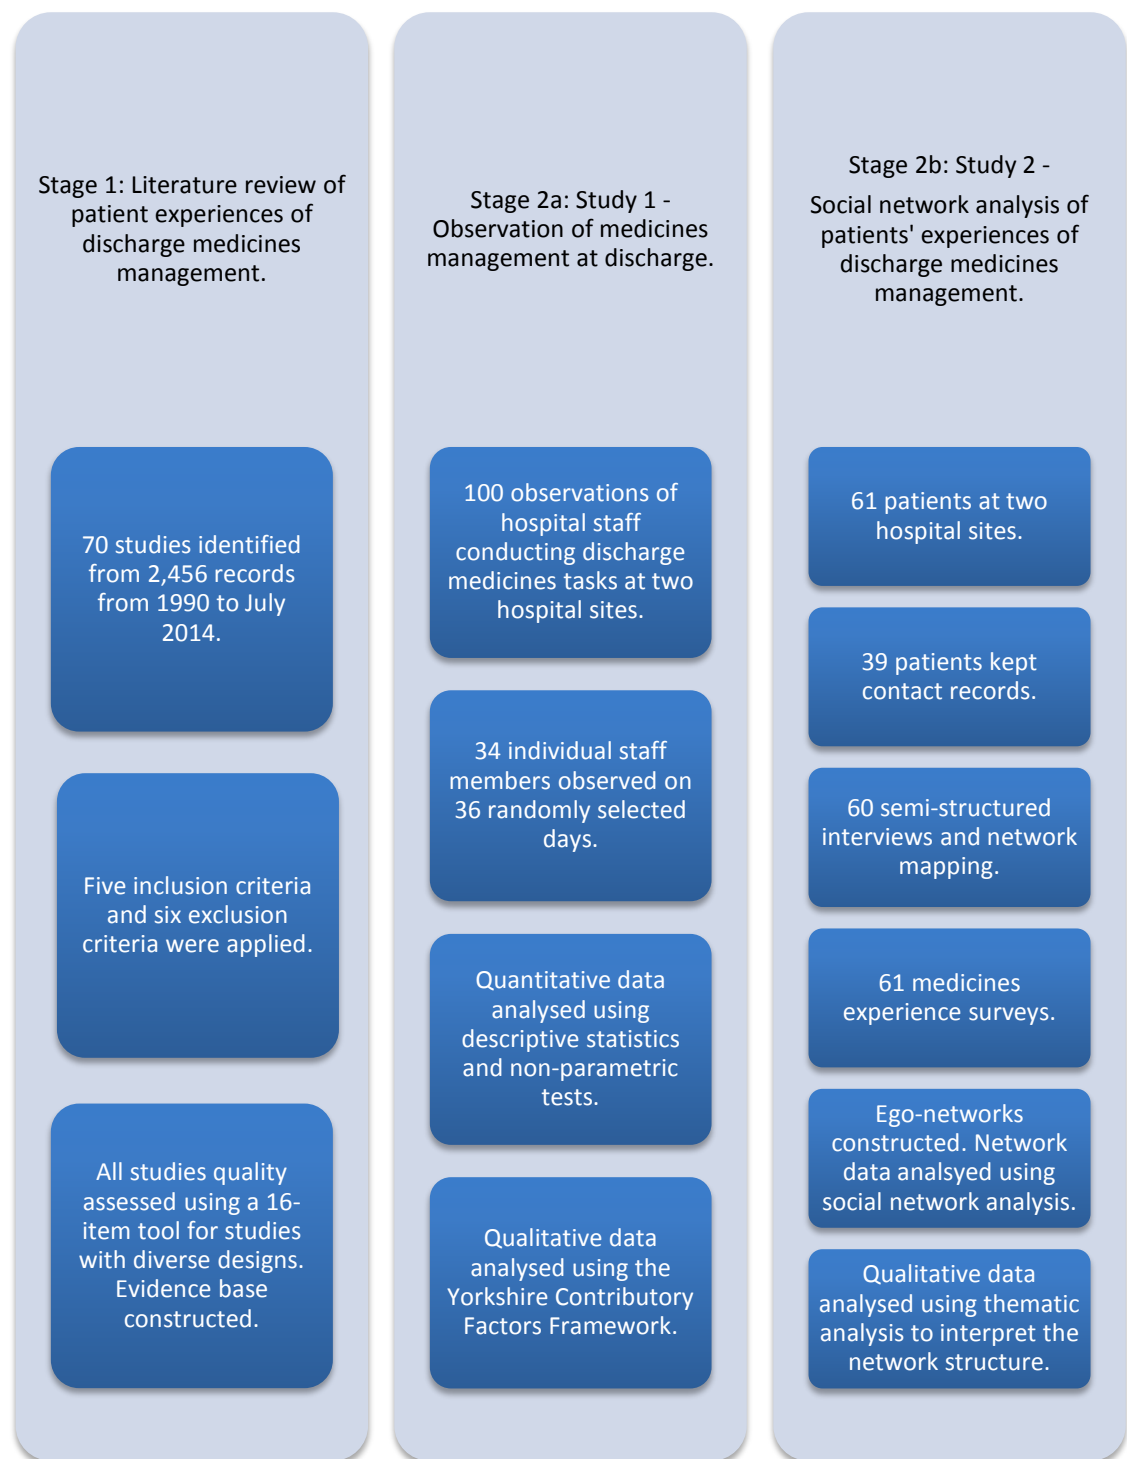 Stage 1: Literature review of
patient experiences of
discharge medicines
management.
70 studies identified
from 2,456 records
from 1990 to July
2014.
Five inclusion criteria
and six exclusion
criteria were applied.
All studies quality
assessed using a 16-
item tool for studies
with diverse designs.
Evidence base
constructed.
Stage 2a: Study 1 -
Observation of medicines
management at discharge.
100 observations of
hospital staff
conducting discharge
medicines tasks at two
hospital sites.
34 individual staff
members observed on
36 randomly selected
days.
Quantitative data
analysed using
descriptive statistics
and non-parametric
tests.
Qualitative data
analysed using the
Yorkshire Contributory
Factors Framework.
Stage 2b: Study 2 -
Social network analysis of
patients' experiences of
discharge medicines
management.
61 patients at two
hospital sites.
39 patients kept
contact records.
60 semi-structured
interviews and network
mapping.
61 medicines
experience surveys.
Ego-networks
constructed. Network
data analsyed using
social network analysis.
Qualitative data
analysed using thematic
analysis to interpret the
network structure.